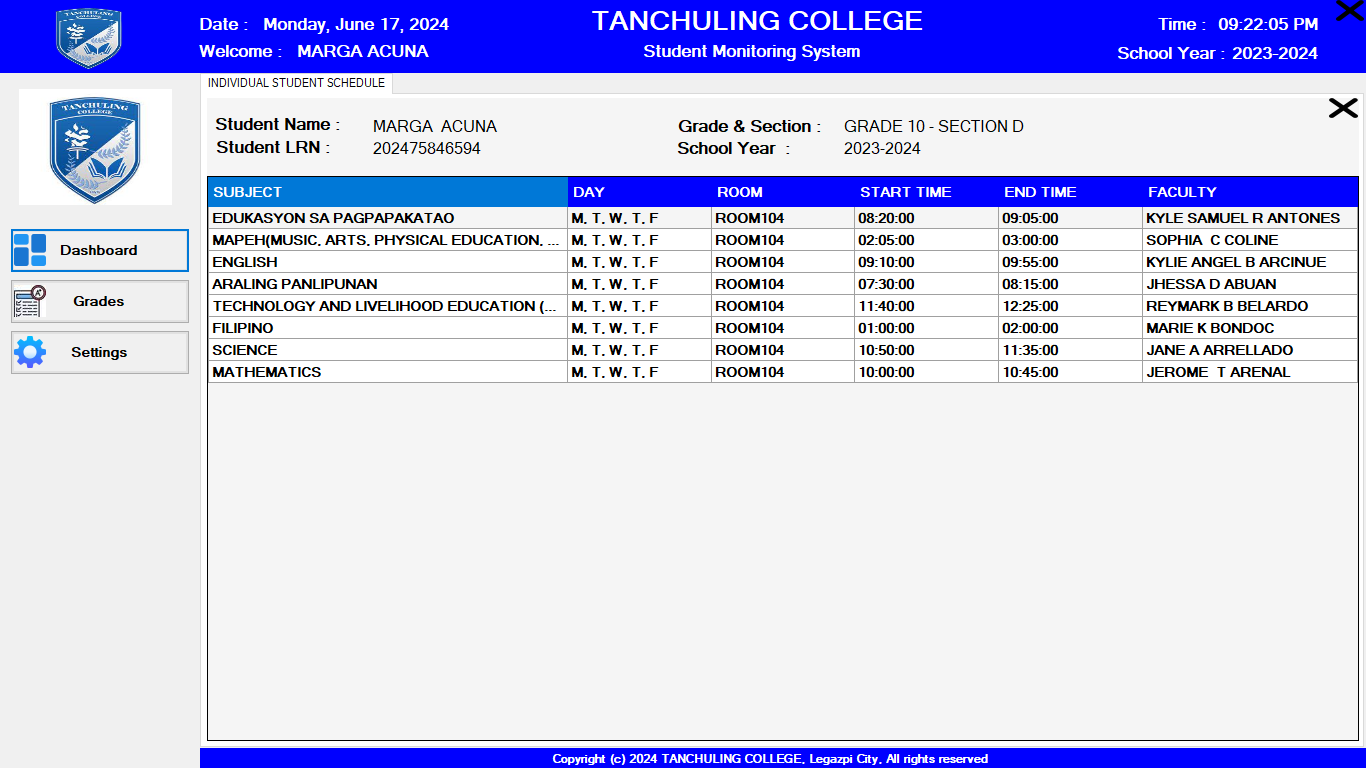 TANCHULING COLLEGE
Date : Monday, June 17, 2024
TANCHULING COLLEGE
Time : 09:22:05 PM
Welcome : MARGA ACUNA
Student Monitoring System
School Year : 2023-2024
INDIVIDUAL STUDENT SCHEDULE
TANCHULING COLLEGE
Dashboard
Grades
Settings
Student Name : MARGA ACUNA Grade & Section : GRADE 10 - SECTION D
Student LRN : 202475846594 School Year : 2023-2024
SUBJECT DAY ROOM START TIME END TIME FACULTY
EDUKASYON SA PAGPAPAKATAO M, T, W, T, F ROOM104 08:20:00 09:05:00 KYLE SAMUEL R ANTONES
MAPEH(MUSIC, ARTS, PHYSICAL EDUCATION, ... M, T, W, T, F ROOM104 02:05:00 03:00:00 SOPHIA C COLINE
ENGLISH M, T, W, T, F ROOM104 09:10:00 09:55:00 KYLIE ANGEL B ARCINUE
ARALING PANLIPUNAN M, T, W, T, F ROOM104 07:30:00 08:15:00 JHESSA D ABUAN
TECHNOLOGY AND LIVELIHOOD EDUCATION (... M, T, W, T, F ROOM104 11:40:00 12:25:00 REYMARK B BELARDO
FILIPINO M, T, W, T, F ROOM104 01:00:00 02:00:00 MARIE K BONDOC
SCIENCE M, T, W, T, F ROOM104 10:50:00 11:35:00 JANE A ARRELLADO
MATHEMATICS M, T, W, T, F ROOM104 10:00:00 10:45:00 JEROME T ARENAL
Copyright (c) 2024 TANCHULING COLLEGE, Legazpi City, All rights reserved